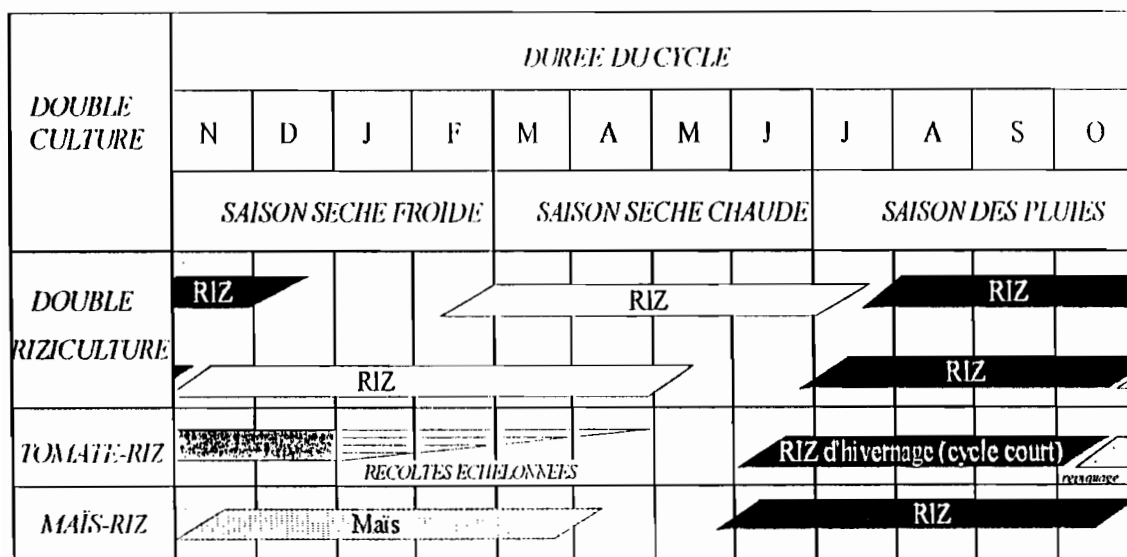 DUREE DU CYCLE
DOUBLE
CULTURE
N D J F M A M J J A S O
SAISON SECHE FROIDE SAISON SECHE CHAUDE SAISON DES PLUIES
DOUBLE
RIZICULTURE
RIZ RIZ RIZ
RIZ RIZ
TOMATE-RIZ
RIZ d'hivernage (cycle court)
RECOLTES ECHELONNEES
repiquage
MAÏS-RIZ
Maïs RIZ